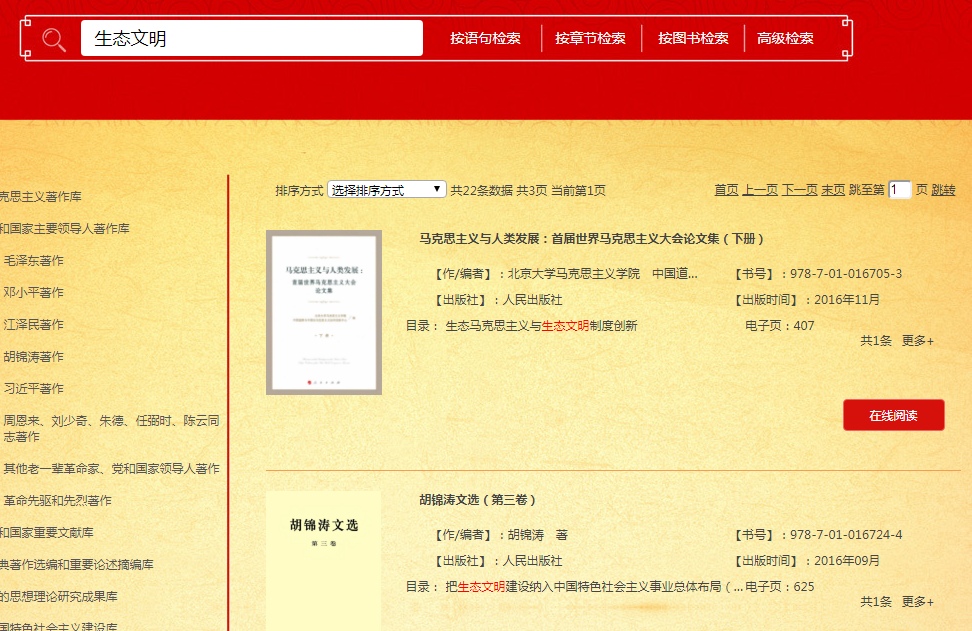 生态文明
按语句检索 按章节检索 按图书检索 高级检索
克思主义著作库
和国家主要领导人著作库
毛泽东著作
邓小平著作
江泽民著作
胡锦涛著作
习近平著作
周恩来、刘少奇、朱德、任弼时、陈云同
志著作
其他老一辈革命家、党和国家领导人著作
革命先驱和先烈著作
和国家重要文献库
典著作选编和重要论述摘编库
的思想理论研究成果库
国特色社会主义建设库
排序方式 选择排序方式 共22条数据 共3页 当前第1页
首页 上一页 下一页 末页 跳至第 1 页 跳转
马克思主义与人类发展：
首届世界马克思主义大会
论文集
马克思主义与人类发展：首届世界马克思主义大会论文集（下册）
【作/编者】：北京大学马克思主义学院 中国道... 【书号】：978-7-01-016705-3
【出版社】：人民出版社 【出版时间】：2016年11月
目录： 生态马克思主义与生态文明制度创新 电子页：407
共1条 更多+
在线阅读
胡锦涛文选
第三卷
胡锦涛文选（第三卷）
【作/编者】：胡锦涛 著 【书号】：978-7-01-016724-4
【出版社】：人民出版社 【出版时间】：2016年09月
目录： 把生态文明建设纳入中国特色社会主义事业总体布局（... 电子页：625
共1条 更多+